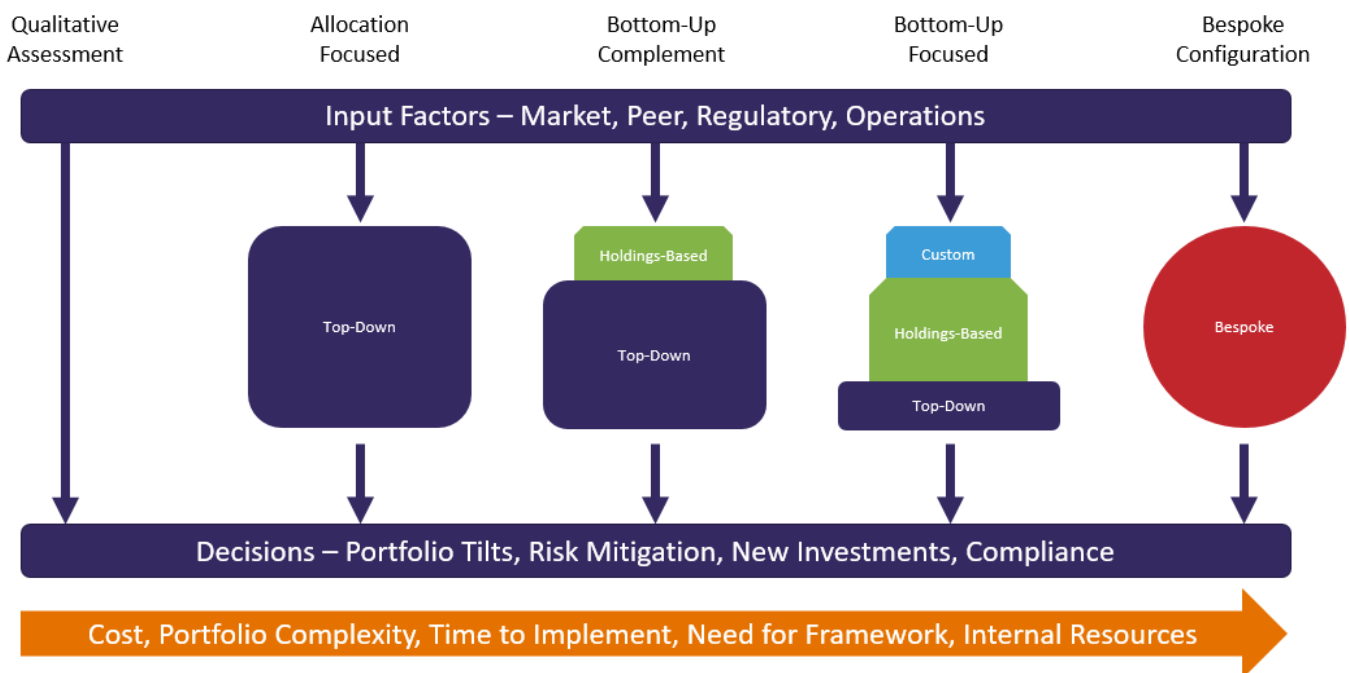 Qualitative
Assessment
Allocation
Focused
Bottom-Up
Complement
Bottom-Up
Focused
Bespoke
Configuration
Input Factors – Market, Peer, Regulatory, Operations
Top-Down
Holdings-Based
Top-Down
Custom
Holdings-Based
Top-Down
Bespoke
Decisions – Portfolio Tilts, Risk Mitigation, New Investments, Compliance
Cost, Portfolio Complexity, Time to Implement, Need for Framework, Internal Resources